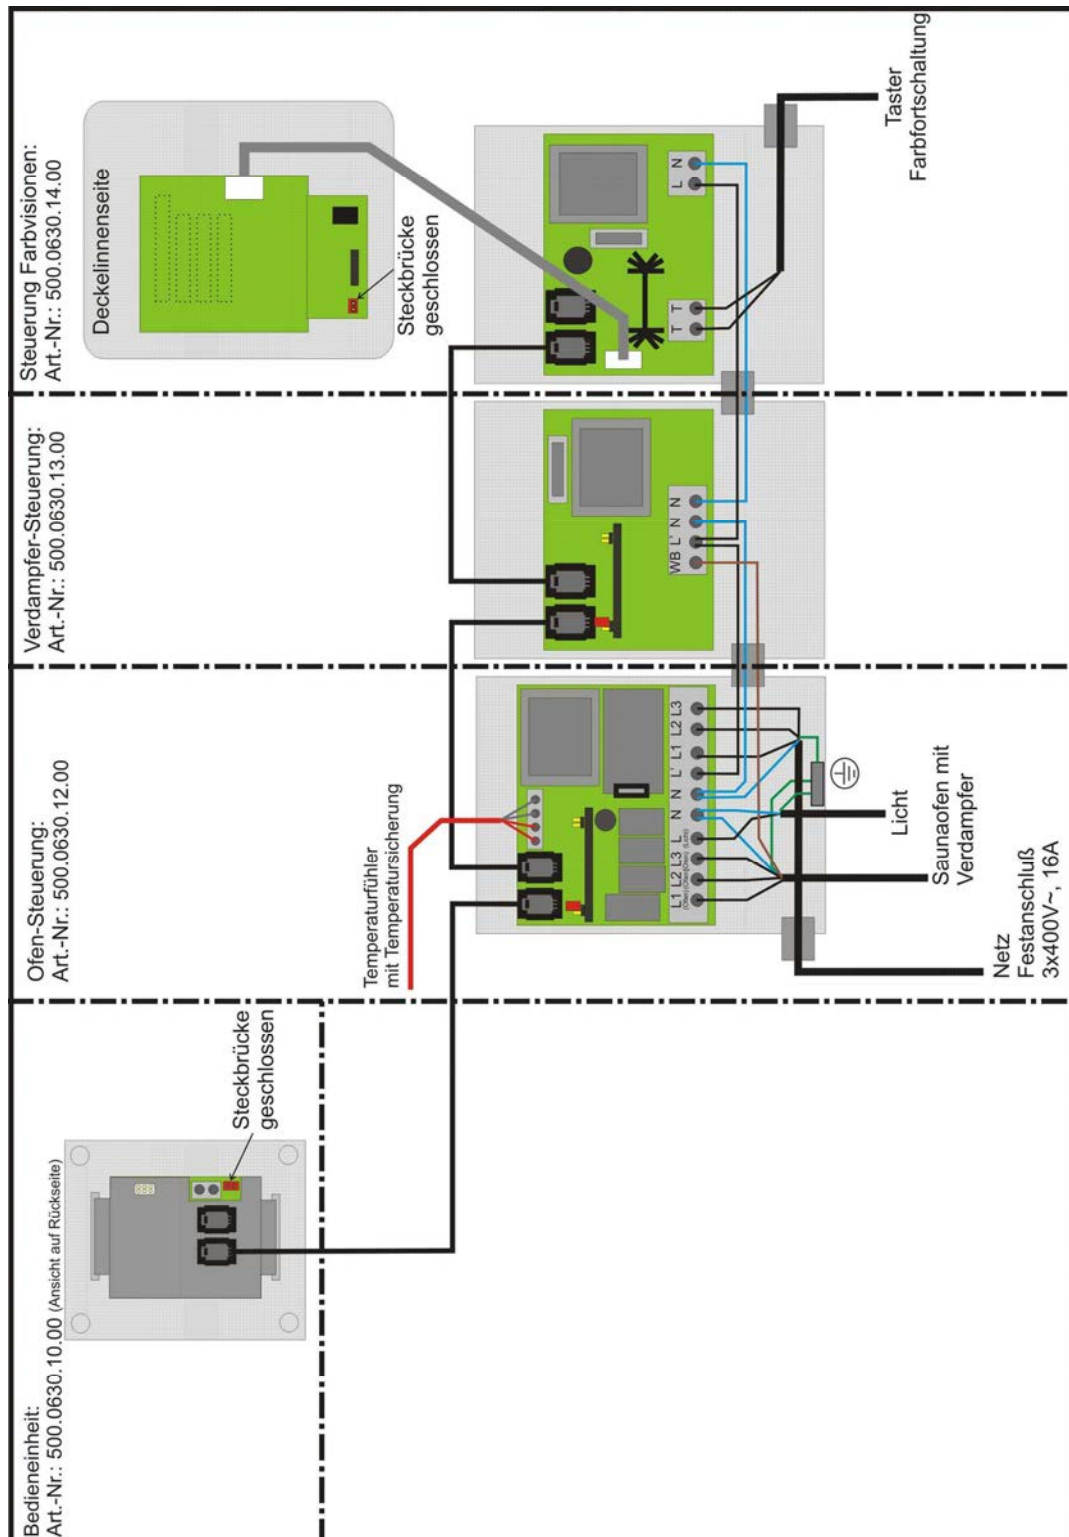 Bedieneinheit:
Art.-Nr.: 500.0630.10.00 (Ansicht auf Rückseite)
Steckbrücke
geschlossen
Ofen-Steuerung:
Art.-Nr.: 500.0630.12.00
Temperaturfühler
mit Temperatursicherung
L1 L2 L3 L N N L' L1 L2 L3
Netz
Festanschluß
3x400V~, 16A
Saunaofen mit
Verdampfer
Licht
Verdampfer-Steuerung:
Art.-Nr.: 500.0630.13.00
WB L' N N
Steuerung Farbvisionen:
Art.-Nr.: 500.0630.14.00
Deckelinnenseite
Steckbrücke
geschlossen
T T
L N
Taster
Farbfortschaltung